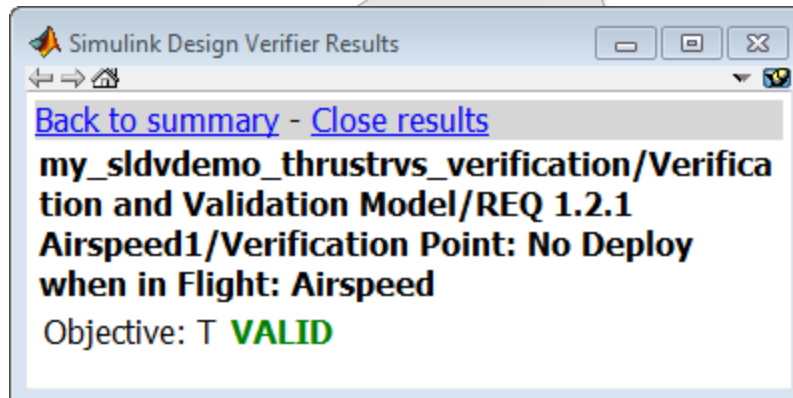 Simulink Design Verifier Results
Back to summary - Close results
my_sldvdemo_thrustrvs_verification/Verifica
tion and Validation Model/REQ 1.2.1
Airspeed1/Verification Point: No Deploy
when in Flight: Airspeed
Objective: T VALID